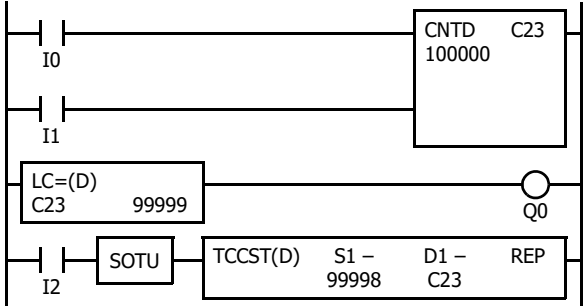 CNTD C23
100000
I0
I1
LC=(D)
C23 99999
Q0
TCCST(D) S1 – D1 – REP
SOTU
99998 C23
I2